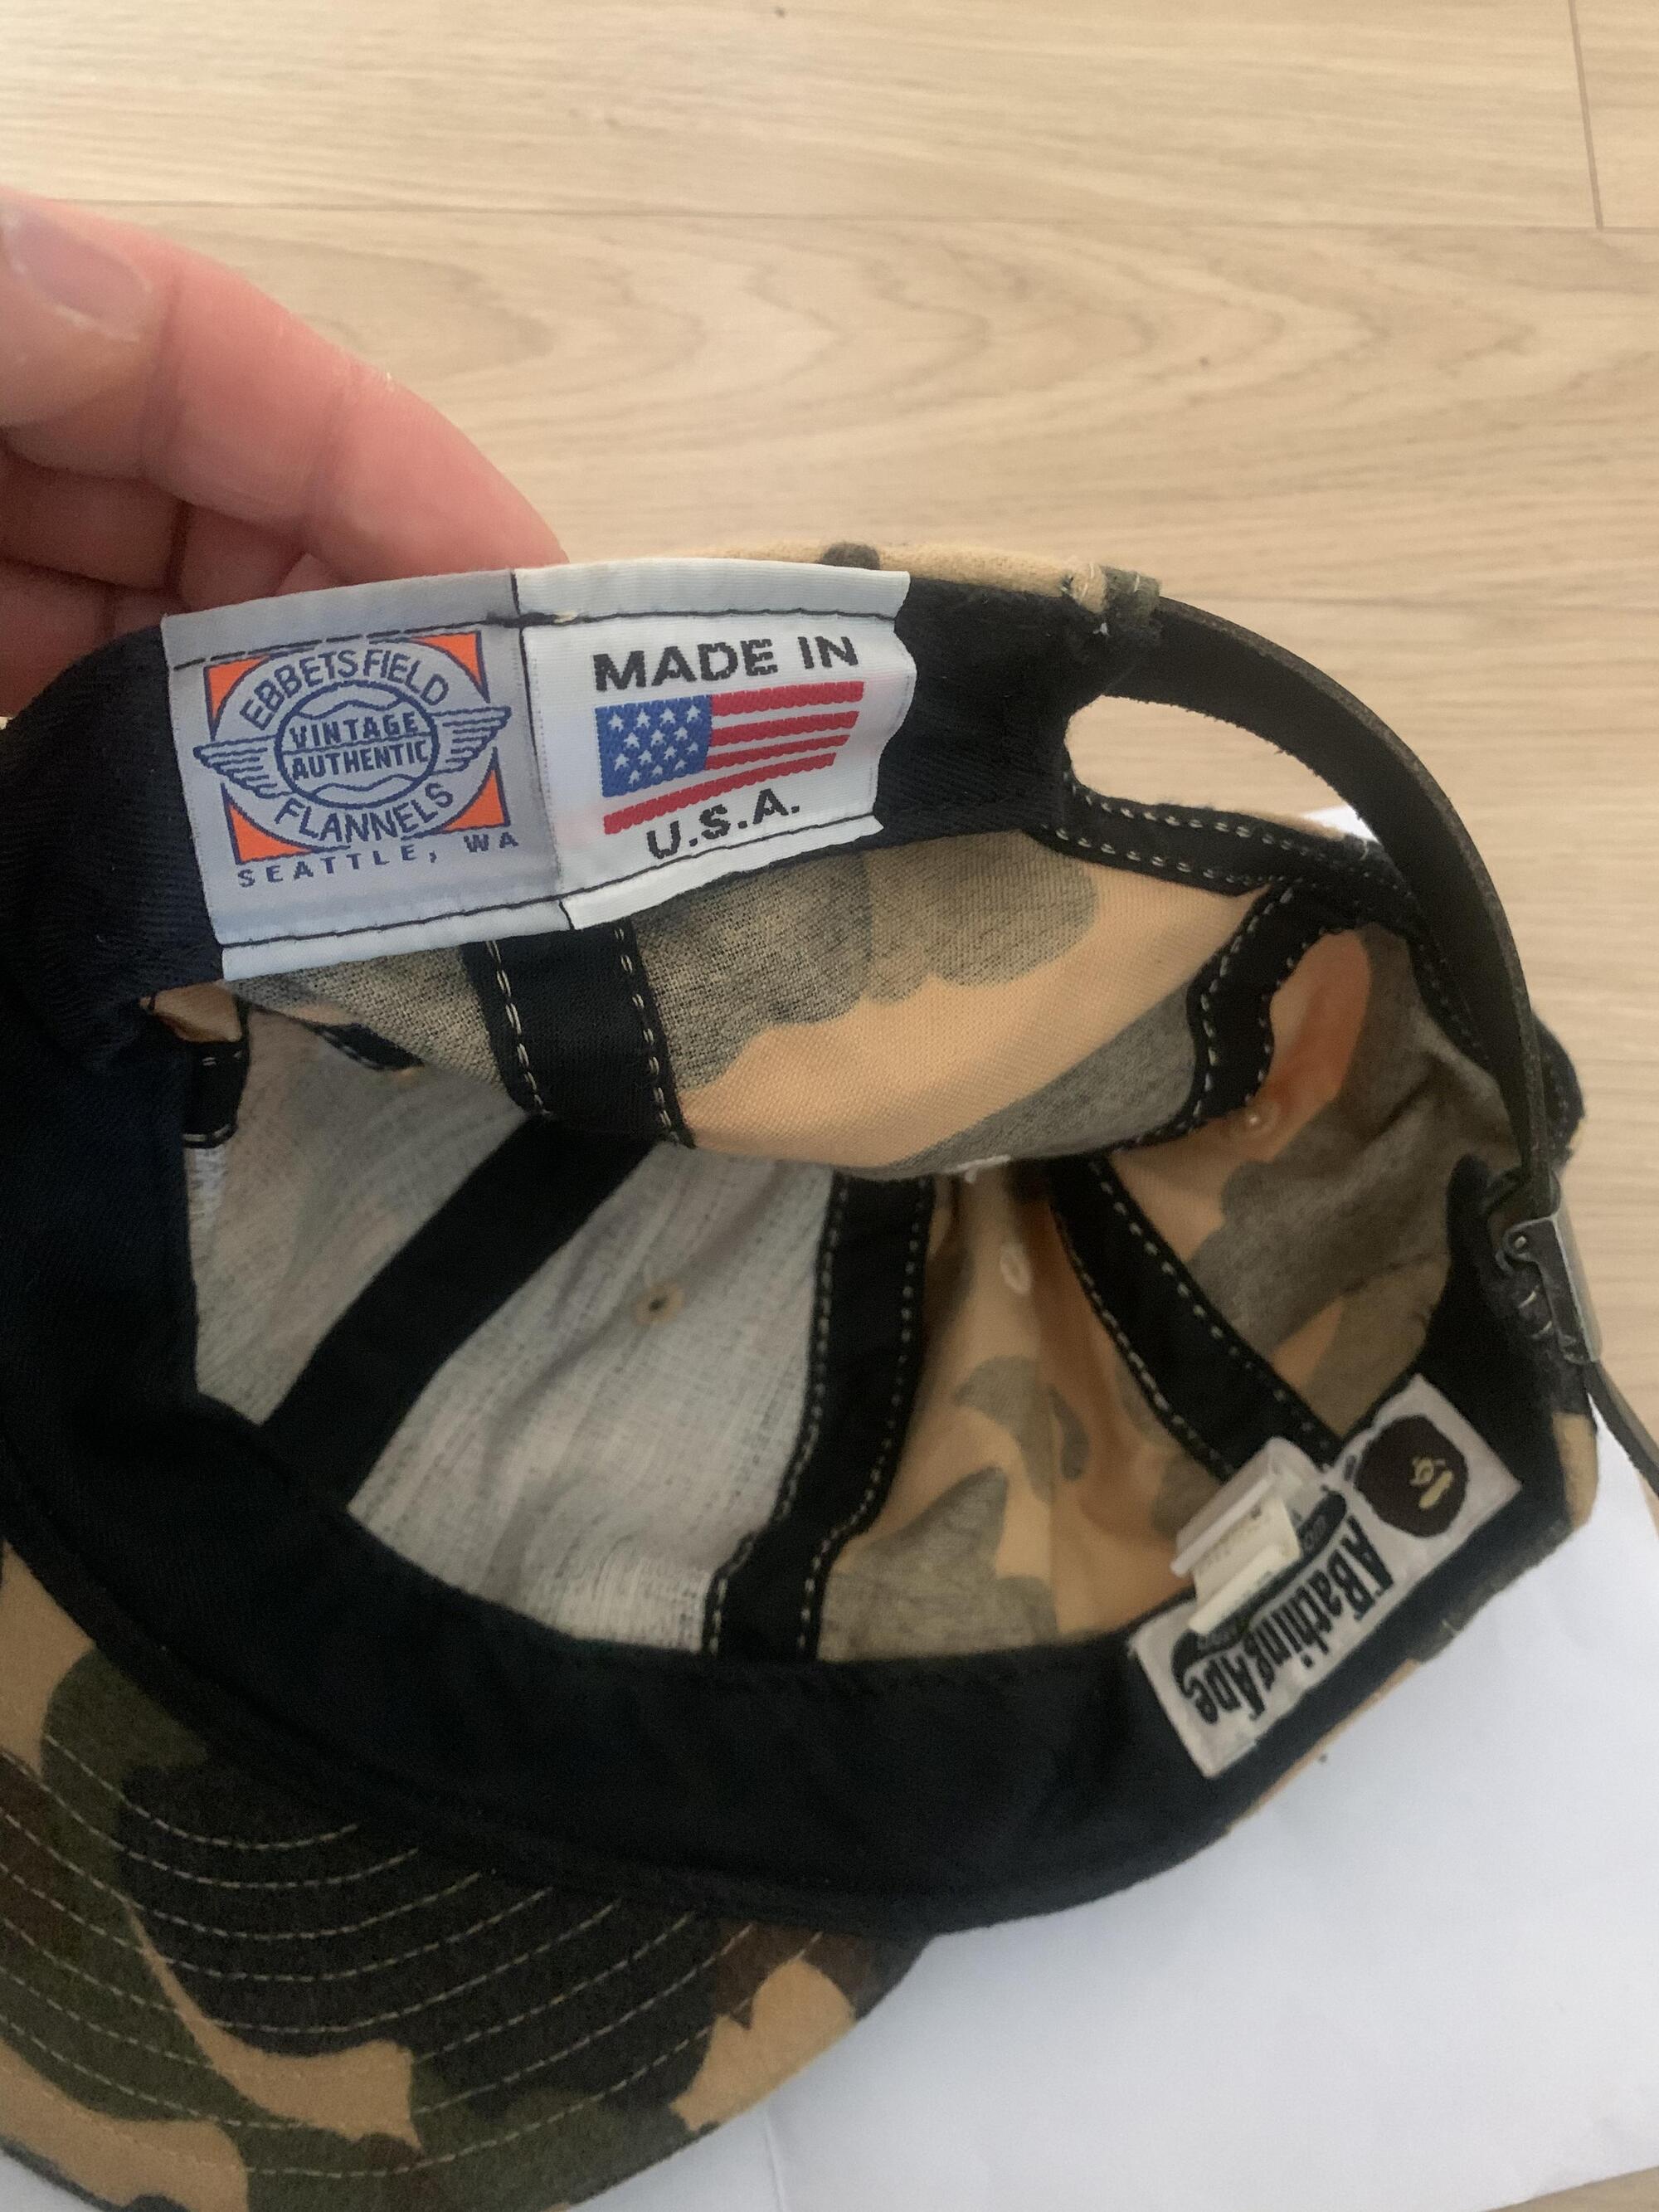 EBBETS FIELD
VINTAGE
AUTHENTIC
FLANNELS
SEATTLE, WA
MADE IN
U.S.A.
A Bathing Ape